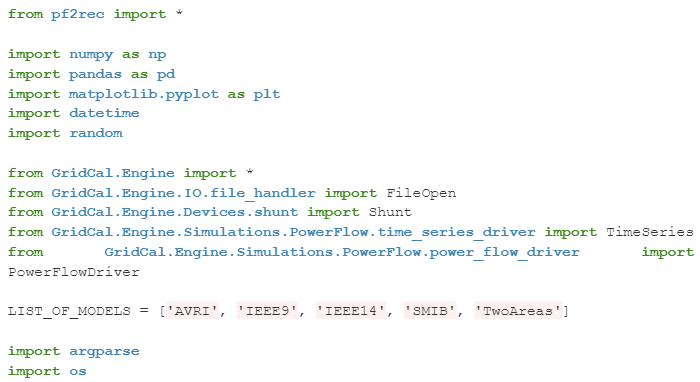 from pf2rec import *
import numpy as np
import pandas as pd
import matplotlib.pyplot as plt
import datetime
import random
from GridCal.Engine import *
from GridCal.Engine.IO.file_handler import FileOpen
from GridCal.Engine.Devices.shunt import Shunt
from GridCal.Engine.Simulations.PowerFlow.time_series_driver import TimeSeries
from GridCal.Engine.Simulations.PowerFlow.power_flow_driver import
PowerFlowDriver
LIST_OF_MODELS = ['AVRI', 'IEEE9', 'IEEE14', 'SMIB', 'TwoAreas']
import argparse
import os